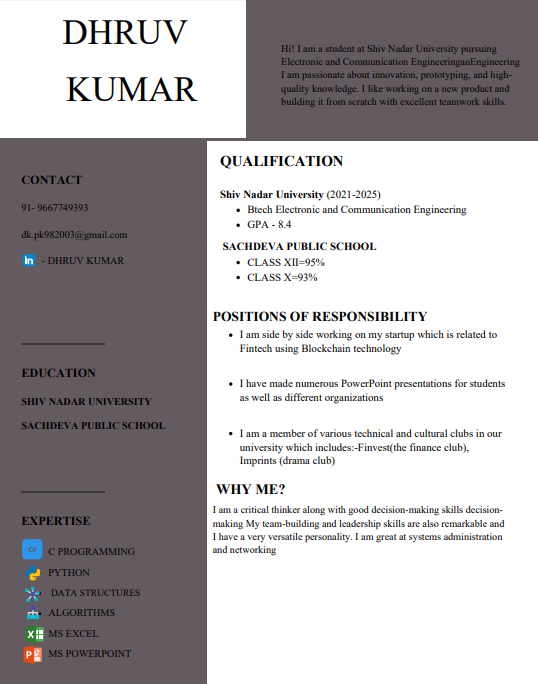 DHRUV
KUMAR
Hi! I am a student at Shiv Nadar University pursuing
Electronic and Communication EngineeringanEngineering
I am passionate about innovation, prototyping, and high-
quality knowledge. I like working on a new product and
building it from scratch with excellent teamwork skills.
CONTACT
91- 9667749393
dk.pk982003@gmail.com
in - DHRUV KUMAR
EDUCATION
SHIV NADAR UNIVERSITY
SACHDEVA PUBLIC SCHOOL
EXPERTISE
C# C PROGRAMMING
PYTHON
DATA STRUCTURES
ALGORITHMS
X MS EXCEL
P MS POWERPOINT
QUALIFICATION
Shiv Nadar University (2021-2025)
• Btech Electronic and Communication Engineering
• GPA - 8.4
SACHDEVA PUBLIC SCHOOL
• CLASS XII=95%
• CLASS X=93%
POSITIONS OF RESPONSIBILITY
• I am side by side working on my startup which is related to
Fintech using Blockchain technology
• I have made numerous PowerPoint presentations for students
as well as different organizations
• I am a member of various technical and cultural clubs in our
university which includes:-Finvest(the finance club),
Imprints (drama club)
WHY ME?
I am a critical thinker along with good decision-making skills decision-
making My team-building and leadership skills are also remarkable and
I have a very versatile personality. I am great at systems administration
and networking